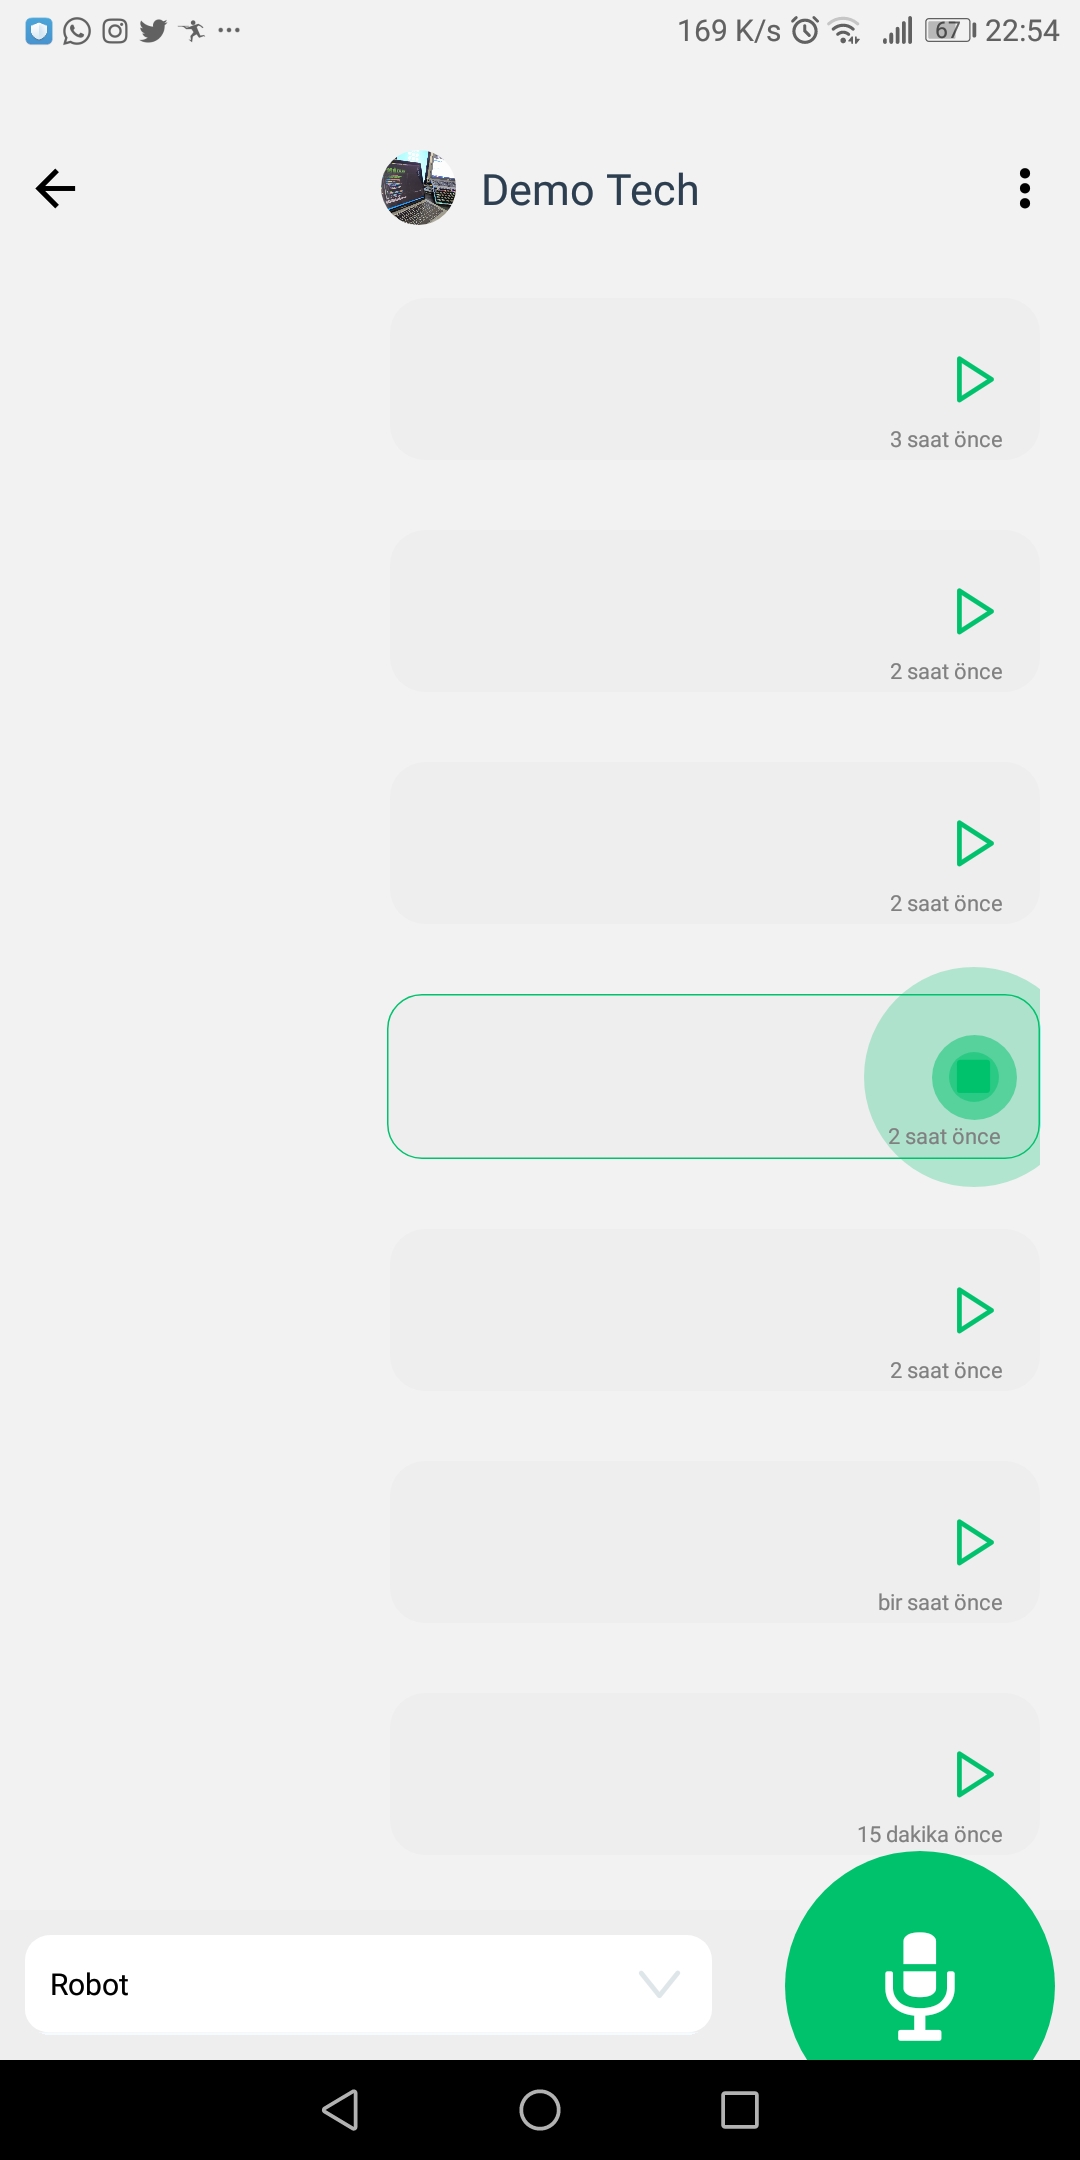 169 K/s 67 22:54
Demo Tech
3 saat önce
2 saat önce
2 saat önce
2 saat önce
2 saat önce
bir saat önce
15 dakika önce
Robot